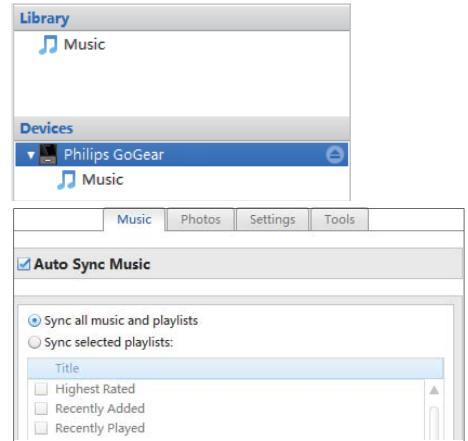 Library
Music
Devices
Philips GoGear
Music
Music Photos Settings Tools
Auto Sync Music
Sync all music and playlists
Sync selected playlists:
Title
Highest Rated
Recently Added
Recently Played